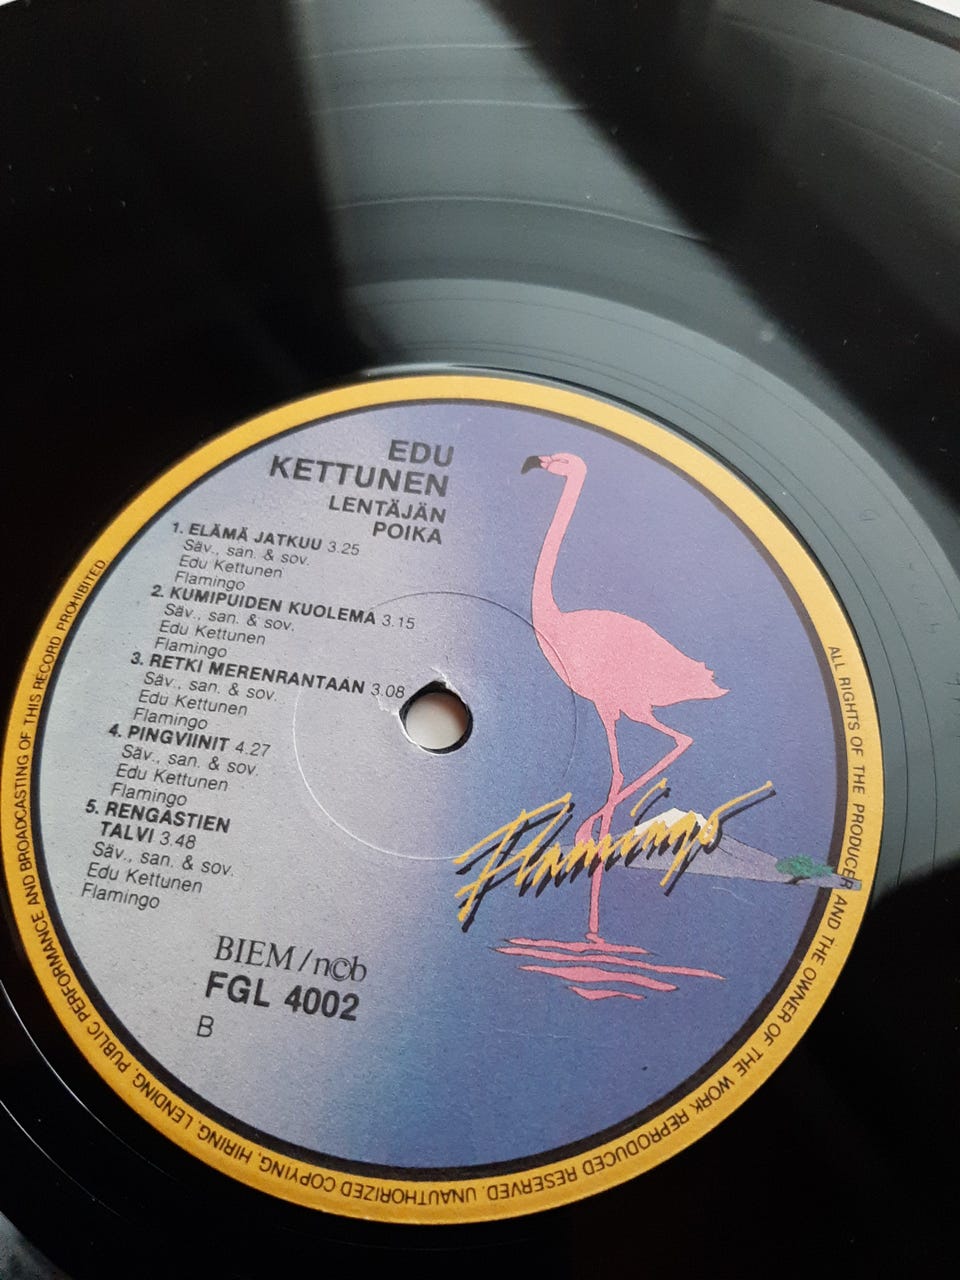 EDU
KETTUNEN
LENTÄJÄN
POIKA
1. ELÄMÄ JATKUU 3.25
Säv., san. & sov.
Edu Kettunen
Flamingo
2. KUMIPUIDEN KUOLEMA 3.15
Säv., san. & sov.
Edu Kettunen
Flamingo
3. RETKI MERENRANTAAN 3.08
Säv., san. & sov.
Edu Kettunen
Flamingo
4. PINGVIINIT 4.27
Säv., san. & sov.
Edu Kettunen
Flamingo
5. RENGASTIEN
TALVI 3.48
Säv., san. & sov.
Edu Kettunen
Flamingo
Flamingo
BIEM/n©b
FGL 4002
B
ALL RIGHTS OF THE PRODUCER AND THE OWNER OF THE WORK REPRODUCED RESERVED. UNAUTHORIZED COPYING, HIRING, LENDING, PUBLIC PERFORMANCE AND BROADCASTING OF THIS RECORD PROHIBITED